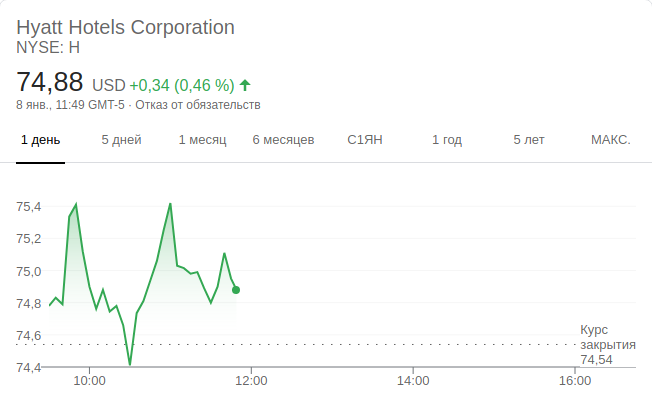 Hyatt Hotels Corporation
NYSE: H
74,88 USD +0,34 (0,46 %)
8 янв., 11:49 GMT-5 · Отказ от обязательств
1 день 5 дней 1 месяц 6 месяцев С1ЯН 1 год 5 лет МАКС.
75,4
75,2
75,0
74,8
74,6
74,4
Курс
закрытия
74,54
10:00 12:00 14:00 16:00